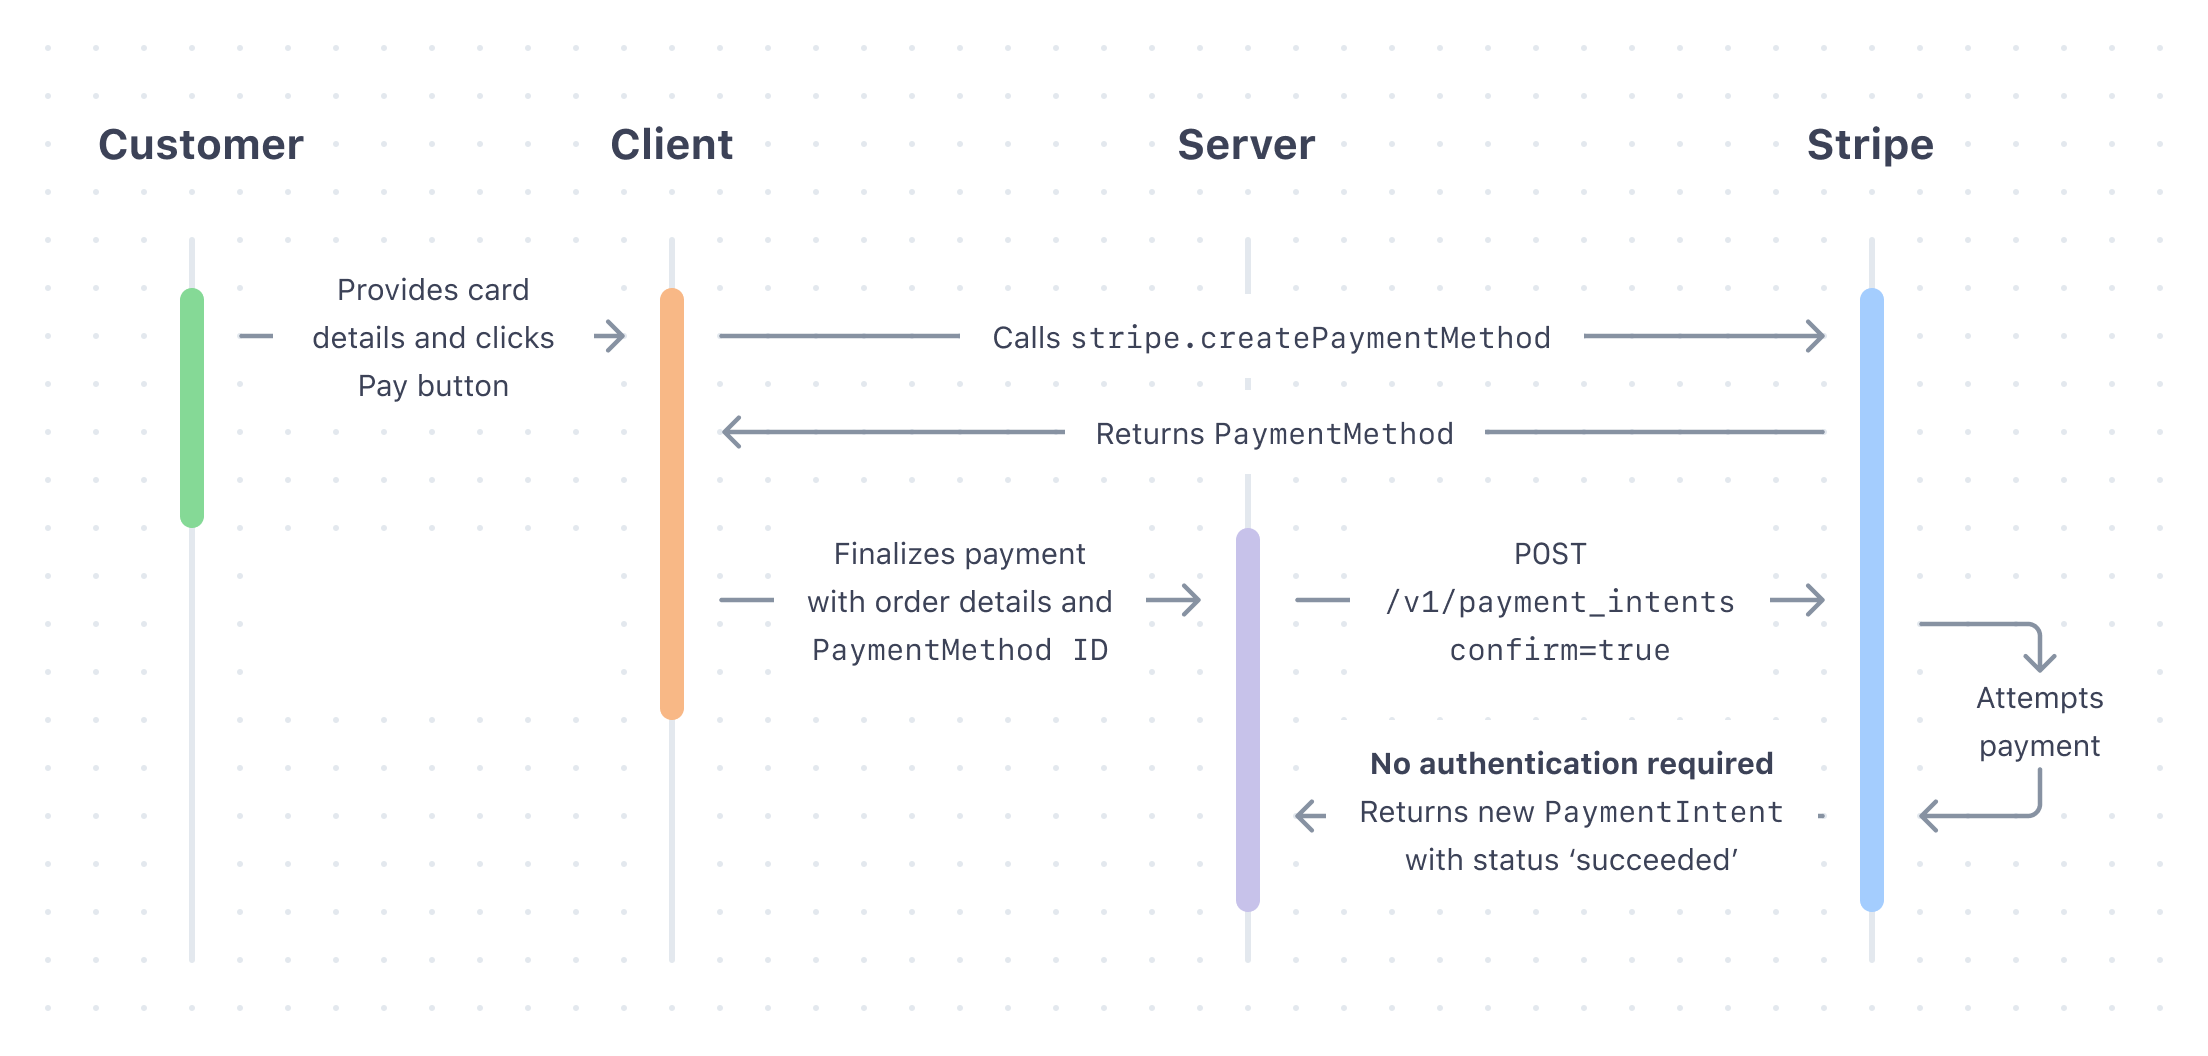 Customer
Client
Server
Stripe
Provides card
details and clicks
Pay button
Calls stripe.createPaymentMethod
Returns PaymentMethod
Finalizes payment
with order details and
PaymentMethod ID
POST
/v1/payment_intents
confirm=true
Attempts
payment
No authentication required
Returns new PaymentIntent
with status ‘succeeded’